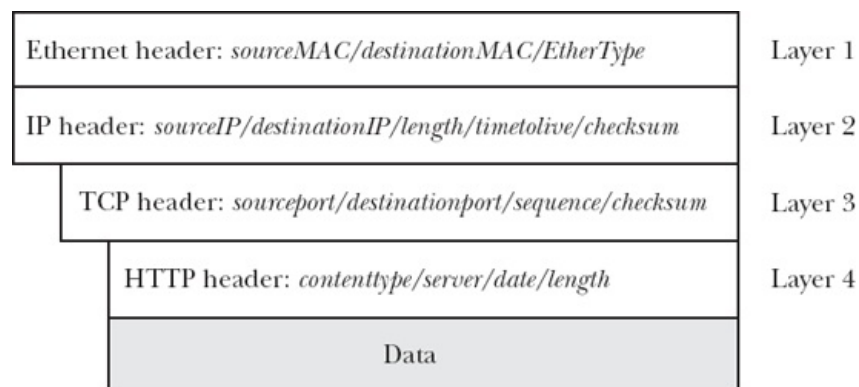 Ethernet header: sourceMAC/destinationMAC/EtherType Layer 1
IP header: sourceIP/destinationIP/length/timetolive/checksum Layer 2
TCP header: sourceport/destinationport/sequence/checksum Layer 3
HTTP header: contenttype/server/date/length Layer 4
Data